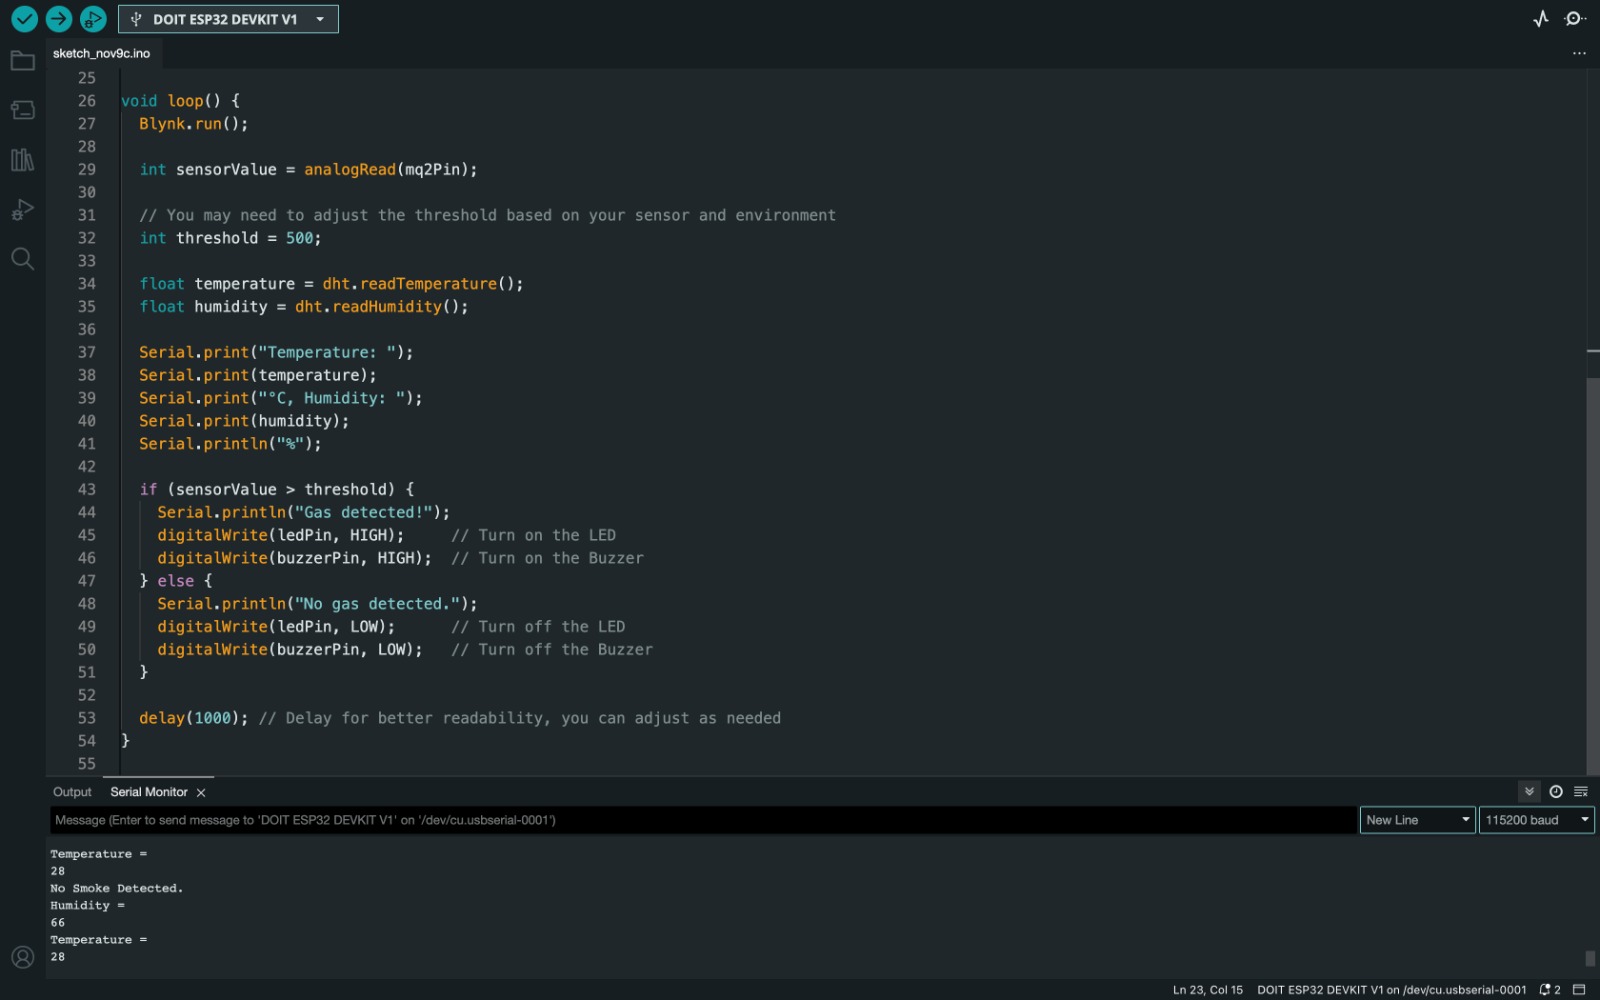 DOIT ESP32 DEVKIT V1
sketch_nov9c.ino
25
26 void loop() {
27 Blynk.run();
28
29 int sensorValue = analogRead(mq2Pin);
30
31 // You may need to adjust the threshold based on your sensor and environment
32 int threshold = 500;
33
34 float temperature = dht.readTemperature();
35 float humidity = dht.readHumidity();
36
37 Serial.print("Temperature: ");
38 Serial.print(temperature);
39 Serial.print("°C, Humidity: ");
40 Serial.print(humidity);
41 Serial.println("%");
42
43 if (sensorValue > threshold) {
44 Serial.println("Gas detected!");
45 digitalWrite(ledPin, HIGH); // Turn on the LED
46 digitalWrite(buzzerPin, HIGH); // Turn on the Buzzer
47 } else {
48 Serial.println("No gas detected.");
49 digitalWrite(ledPin, LOW); // Turn off the LED
50 digitalWrite(buzzerPin, LOW); // Turn off the Buzzer
51 }
52
53 delay(1000); // Delay for better readability, you can adjust as needed
54 }
55
Output Serial Monitor
Message (Enter to send message to 'DOIT ESP32 DEVKIT V1' on '/dev/cu.usbserial-0001') New Line 115200 baud
Temperature =
28
No Smoke Detected.
Humidity =
66
Temperature =
28
Ln 23, Col 15 DOIT ESP32 DEVKIT V1 on /dev/cu.usbserial-0001 2